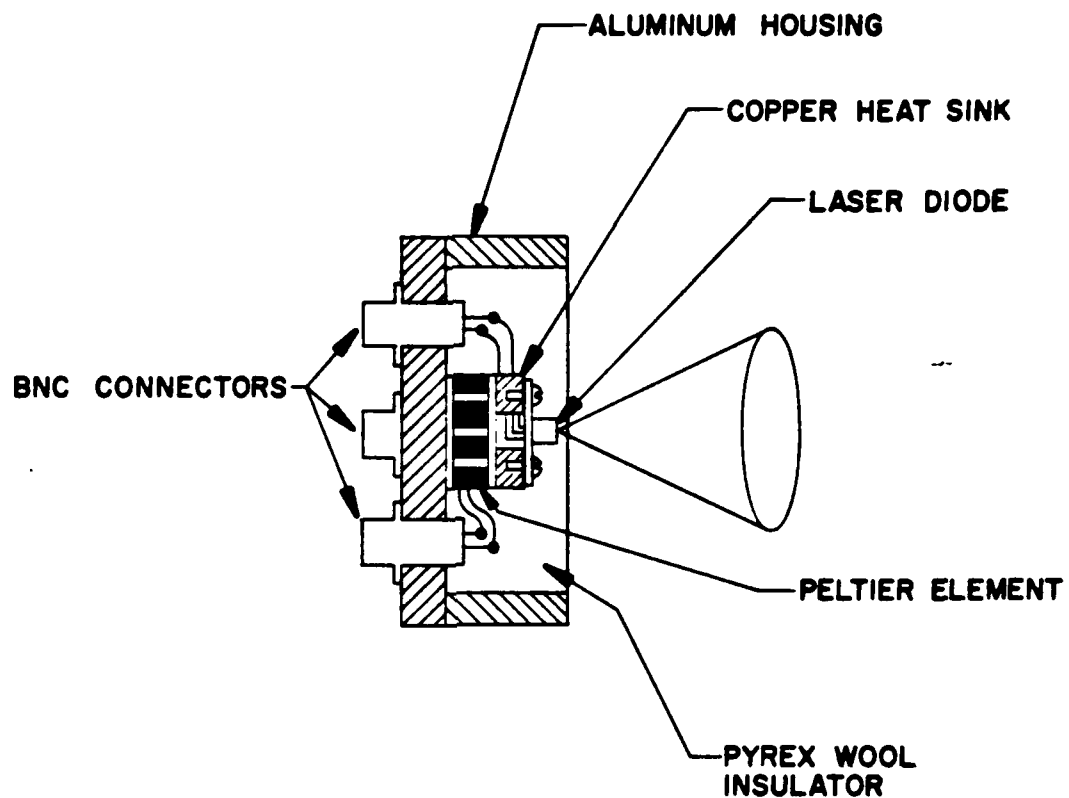 ALUMINUM HOUSING
COPPER HEAT SINK
LASER DIODE
BNC CONNECTORS
PELTIER ELEMENT
PYREX WOOL
INSULATOR